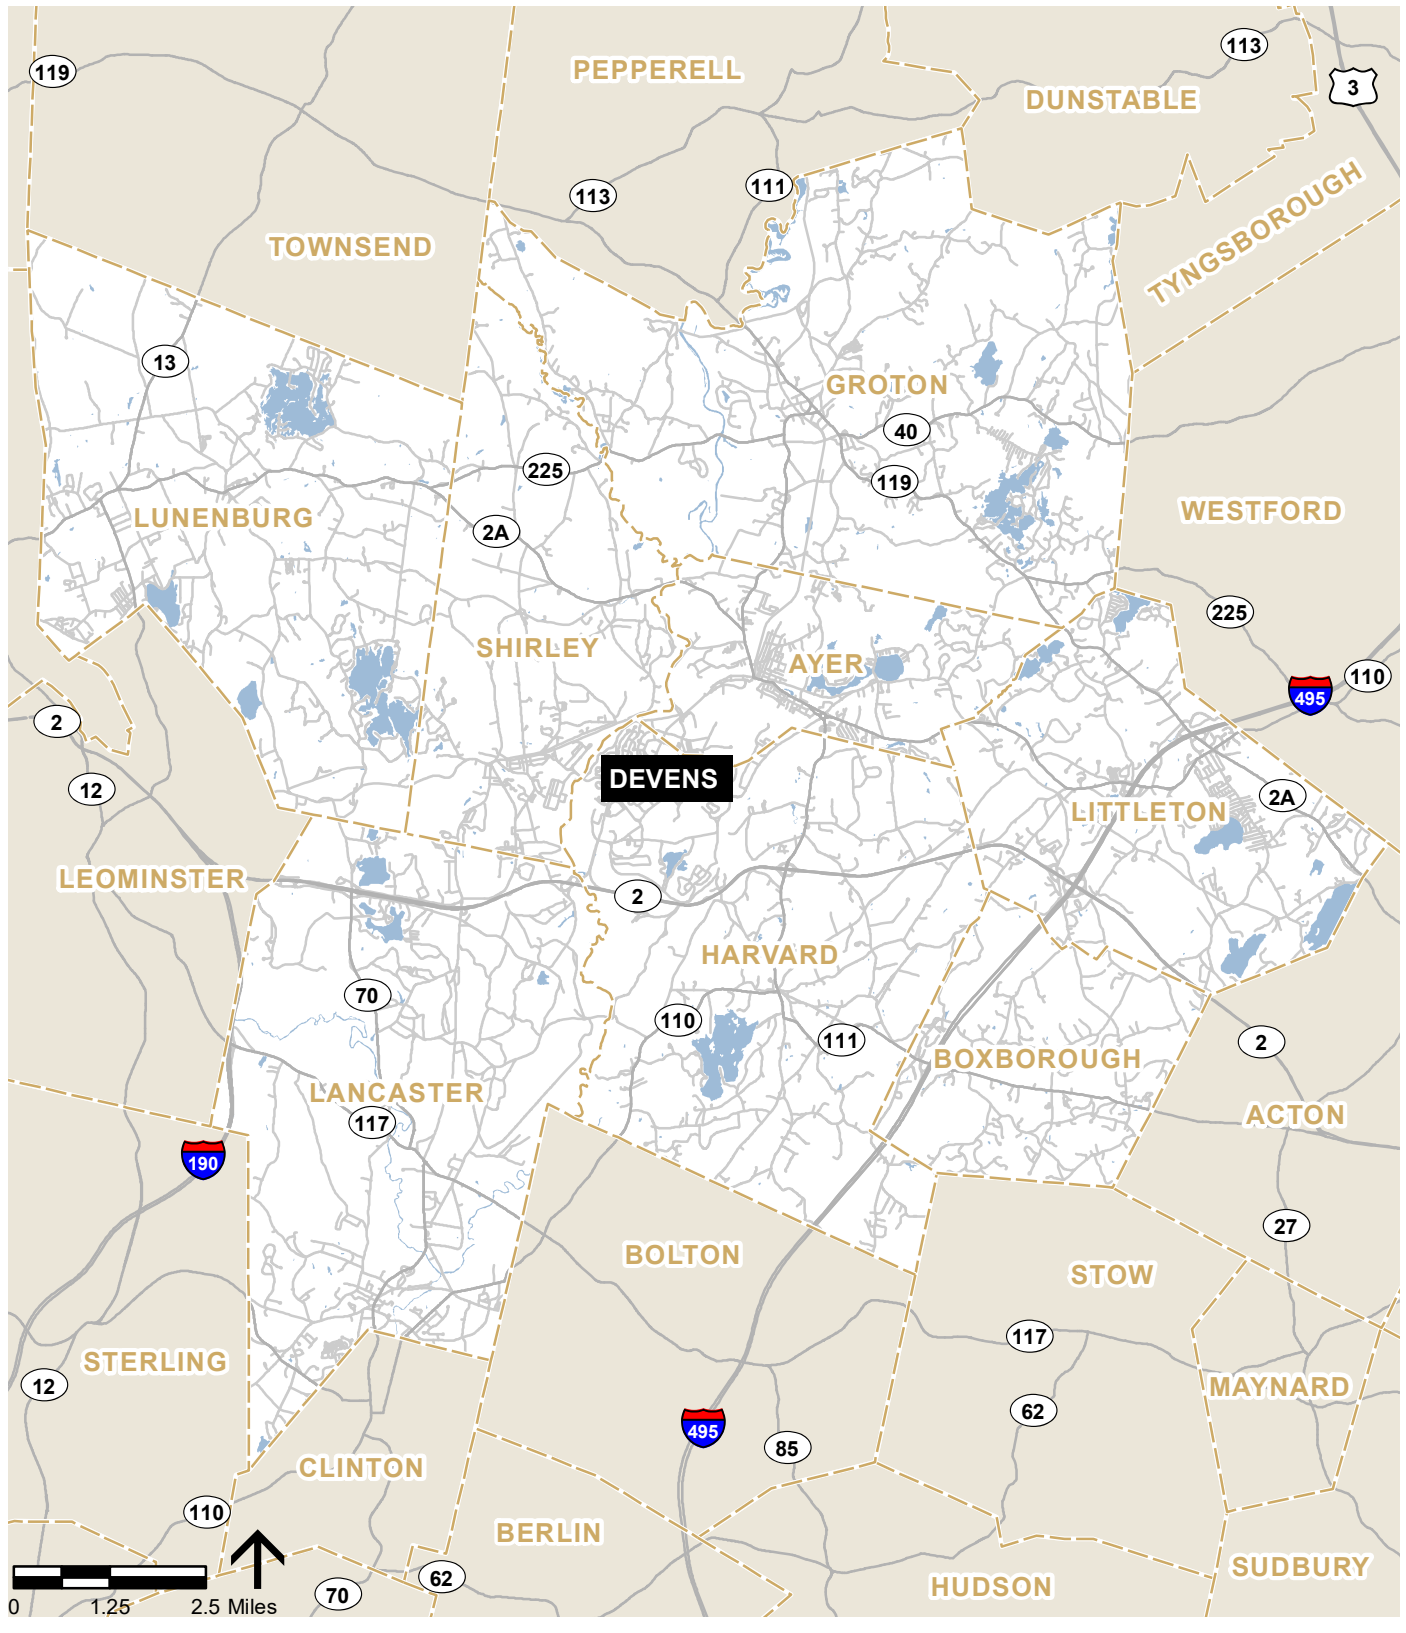 113
119
PEPPERELL
3
DUNSTABLE
113
111
TYNGSBOROUGH
TOWNSEND
13
GROTON
40
225
119
WESTFORD
LUNENBURG
2A
225
SHIRLEY
AYER
110
495
2
DEVENS
12
2A
LITTLETON
LEOMINSTER
2
HARVARD
70
110
111
2
BOXBOROUGH
LANCASTER
117
ACTON
190
27
BOLTON
STOW
117
STERLING
12
MAYNARD
62
495
85
CLINTON
110
BERLIN
SUDBURY
62
HUDSON
70
0 1.25 2.5 Miles